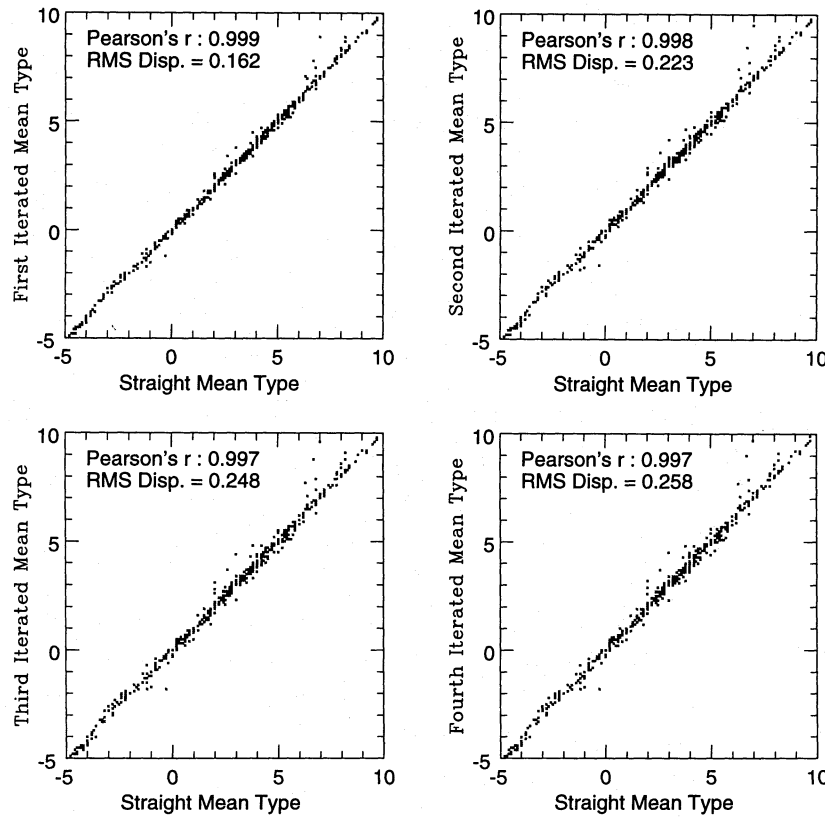 10
Pearson's r : 0.999
RMS Disp. = 0.162
5
0
-5
-5 0 5 10
First Iterated Mean Type
Straight Mean Type
10
Pearson's r : 0.998
RMS Disp. = 0.223
5
0
-5
-5 0 5 10
Second Iterated Mean Type
Straight Mean Type
10
Pearson's r : 0.997
RMS Disp. = 0.248
5
0
-5
-5 0 5 10
Third Iterated Mean Type
Straight Mean Type
10
Pearson's r : 0.997
RMS Disp. = 0.258
5
0
-5
-5 0 5 10
Fourth Iterated Mean Type
Straight Mean Type